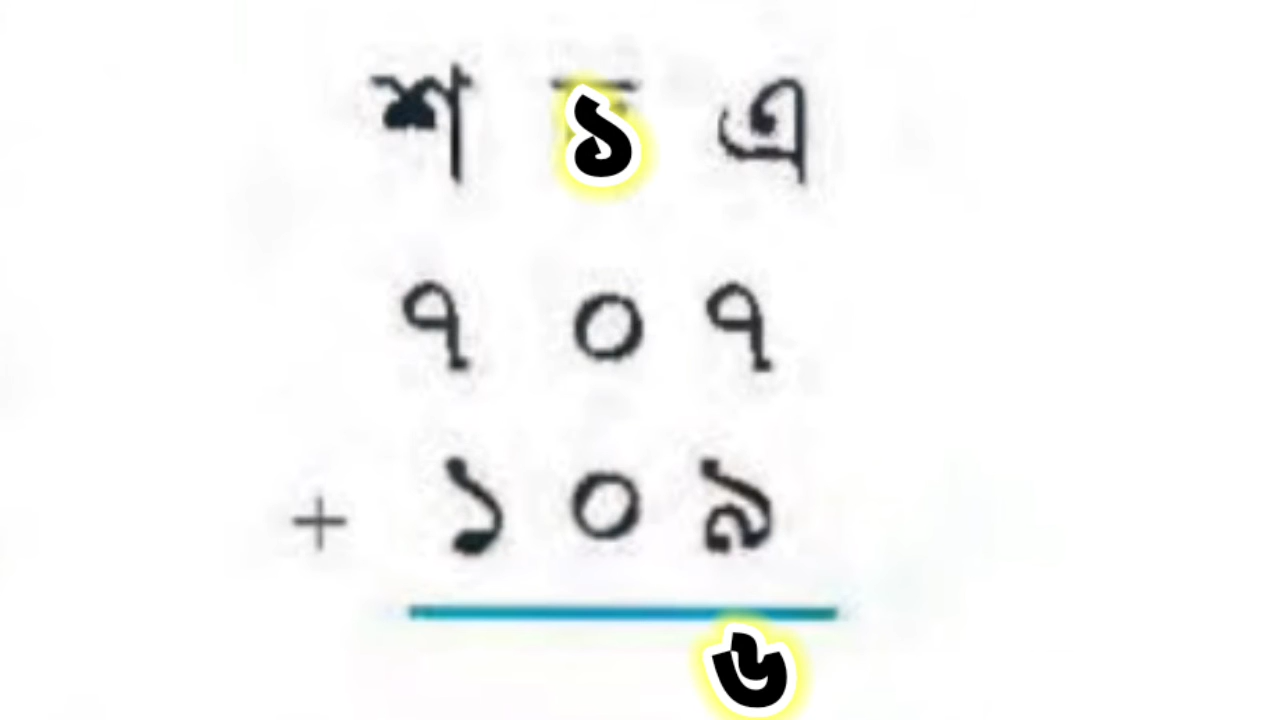 শ ১ এ
৭ ০ ৭
+ ১ ০ ৯
৬